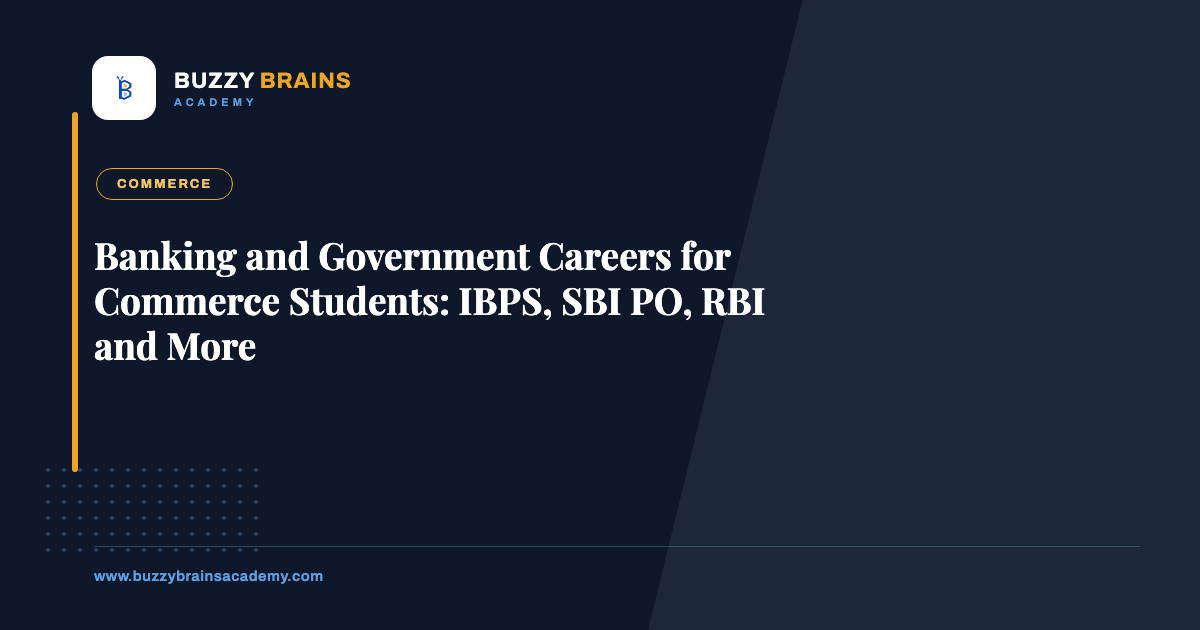 BUZZY BRAINS
ACADEMY
COMMERCE
Banking and Government Careers for
Commerce Students: IBPS, SBI PO, RBI
and More
www.buzzybrainsacademy.com